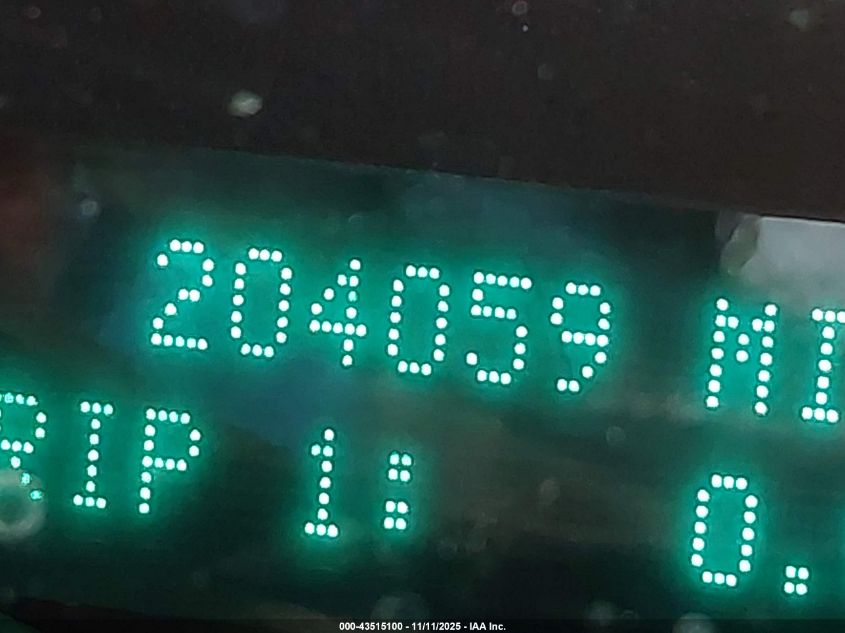 204059 MI
RIP 1: 0.
000-43515100 - 11/11/2025 - IAA Inc.